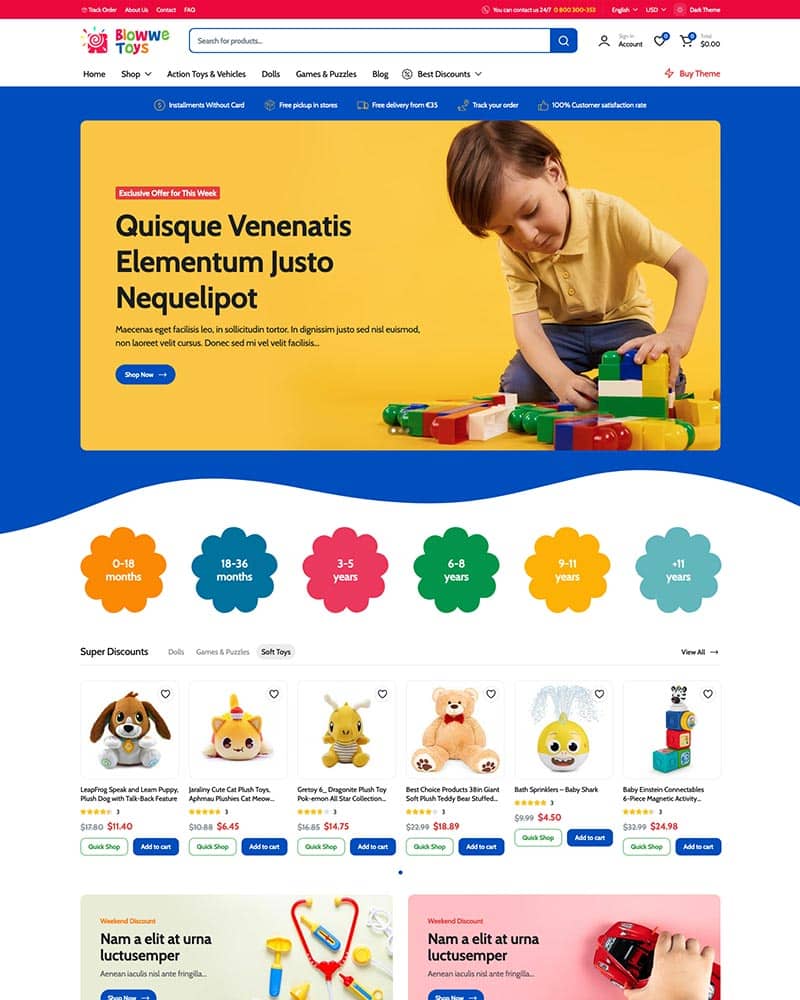 Track Order About Us Contact FAQ
You can contact us 24/7 0 800 300-353 English USD Dark Theme
Blowwe
Toys
Search for products...
Sign In
Account
0
0
Total
$0.00
Home Shop Action Toys & Vehicles Dolls Games & Puzzles Blog Best Discounts Buy Theme
Installments Without Card Free pickup in stores Free delivery from €35 Track your order 100% Customer satisfaction rate
Exclusive Offer for This Week
Quisque Venenatis
Elementum Justo
Nequelipot
Maecenas eget facilisis leo, in sollicitudin tortor. In dignissim justo sed nisl euismod,
non laoreet velit cursus. Donec sed mi vel velit facilisis...
Shop Now
0-18
months
18-36
months
3-5
years
6-8
years
9-11
years
+11
years
Super Discounts Dolls Games & Puzzles Soft Toys View All
LeapFrog Speak and Learn Puppy,
Plush Dog with Talk-Back Feature
3
$17.80 $11.40
Quick Shop Add to cart
Jaraliny Cute Cat Plush Toys,
Aphmau Plushies Cat Meow...
3
$10.88 $6.45
Quick Shop Add to cart
Gretoy 6_ Dragonite Plush Toy
Pok-emon All Star Collection...
3
$16.85 $14.75
Quick Shop Add to cart
Best Choice Products 38in Giant
Soft Plush Teddy Bear Stuffed...
3
$22.99 $18.89
Quick Shop Add to cart
Bath Sprinklers – Baby Shark
3
$9.99 $4.50
Quick Shop Add to cart
Baby Einstein Connectables
6-Piece Magnetic Activity...
3
$32.99 $24.98
Quick Shop Add to cart
Weekend Discount
Nam a elit at urna
luctusemper
Aenean iaculis nisl ante fringilla...
Shop Now
Weekend Discount
Nam a elit at urna
luctusemper
Aenean iaculis nisl ante fringilla...
Shop Now